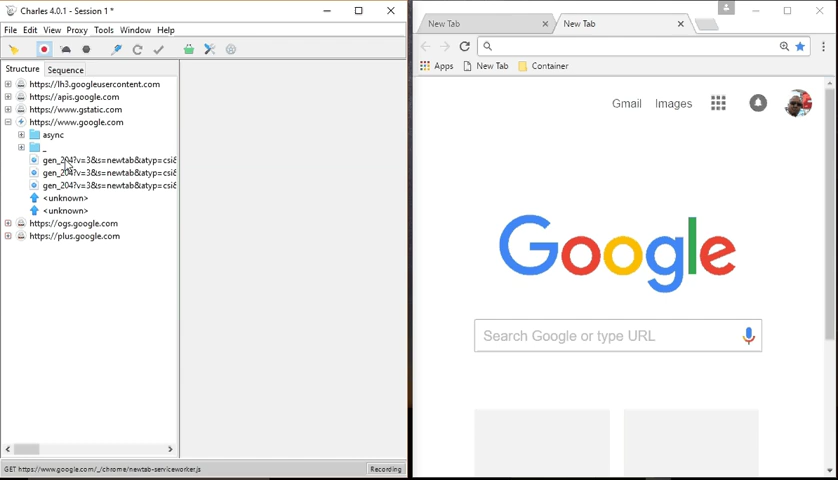 Charles 4.0.1 - Session 1 *
File Edit View Proxy Tools Window Help
Structure Sequence
https://lh3.googleusercontent.com
https://apis.google.com
https://www.gstatic.com
https://www.google.com
async
_
gen_204?v=3&s=newtab&atyp=csi&
gen_204?v=3&s=newtab&atyp=csi&
gen_204?v=3&s=newtab&atyp=csi&
<unknown>
<unknown>
https://ogs.google.com
https://plus.google.com
GET https://www.google.com/_/chrome/newtab-serviceworker.js
Recording
New Tab
New Tab
Apps New Tab Container
Gmail Images
Google
Search Google or type URL